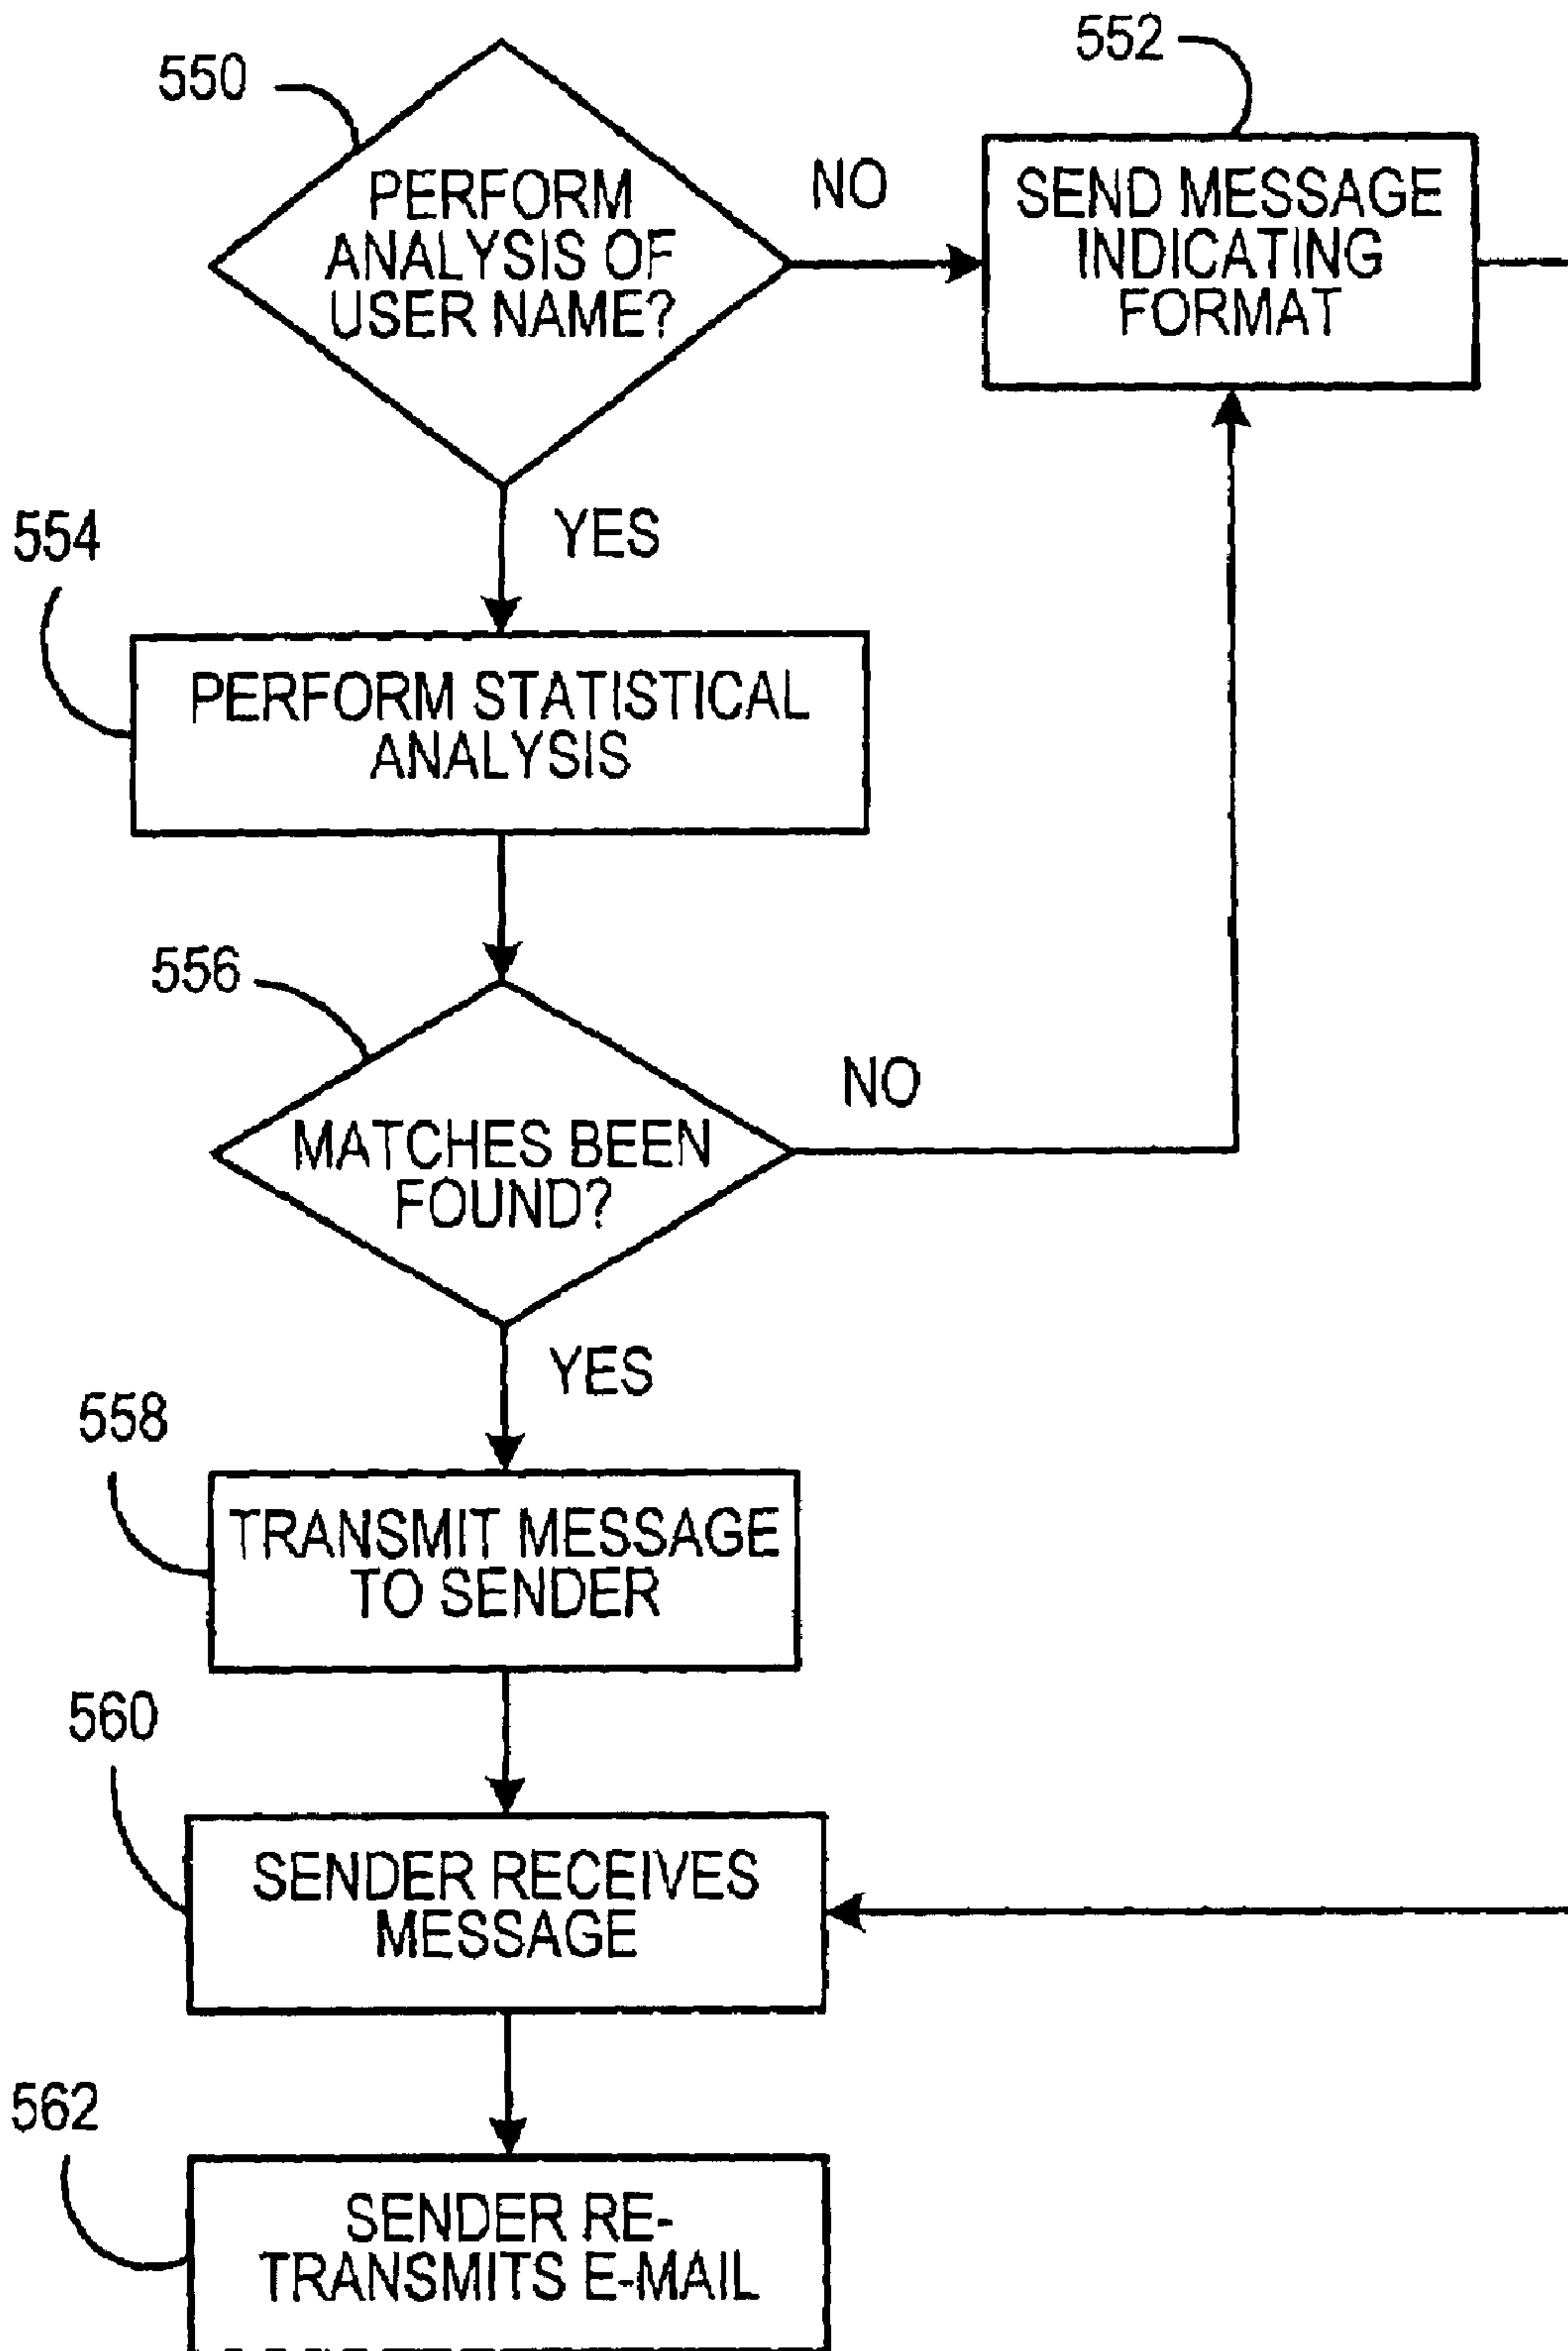 550
PERFORM
ANALYSIS OF
USER NAME?
NO
552
SEND MESSAGE
INDICATING
FORMAT
YES
554
PERFORM STATISTICAL
ANALYSIS
556
MATCHES BEEN
FOUND?
NO
YES
558
TRANSMIT MESSAGE
TO SENDER
560
SENDER RECEIVES
MESSAGE
562
SENDER RE-
TRANSMITS E-MAIL